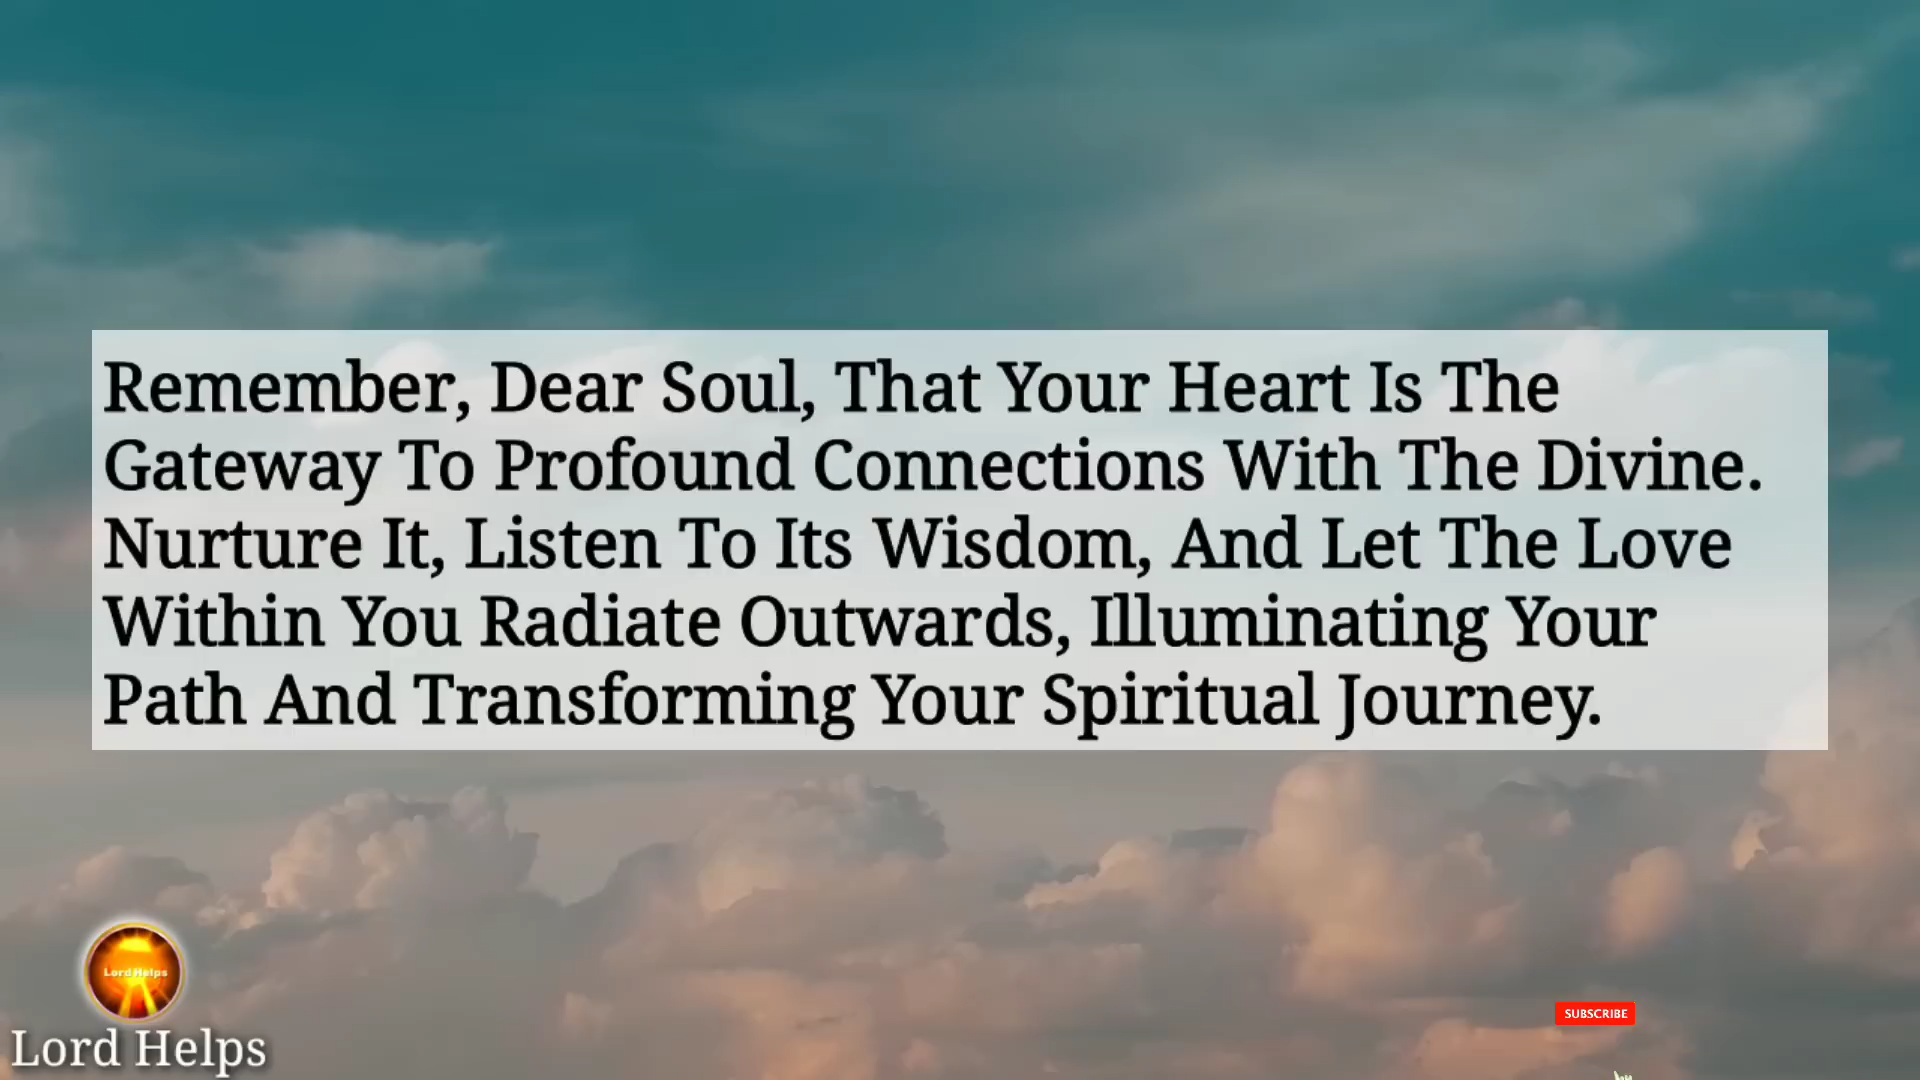 Remember, Dear Soul, That Your Heart Is The
Gateway To Profound Connections With The Divine.
Nurture It, Listen To Its Wisdom, And Let The Love
Within You Radiate Outwards, Illuminating Your
Path And Transforming Your Spiritual Journey.
Lord Helps
Lord Helps
SUBSCRIBE